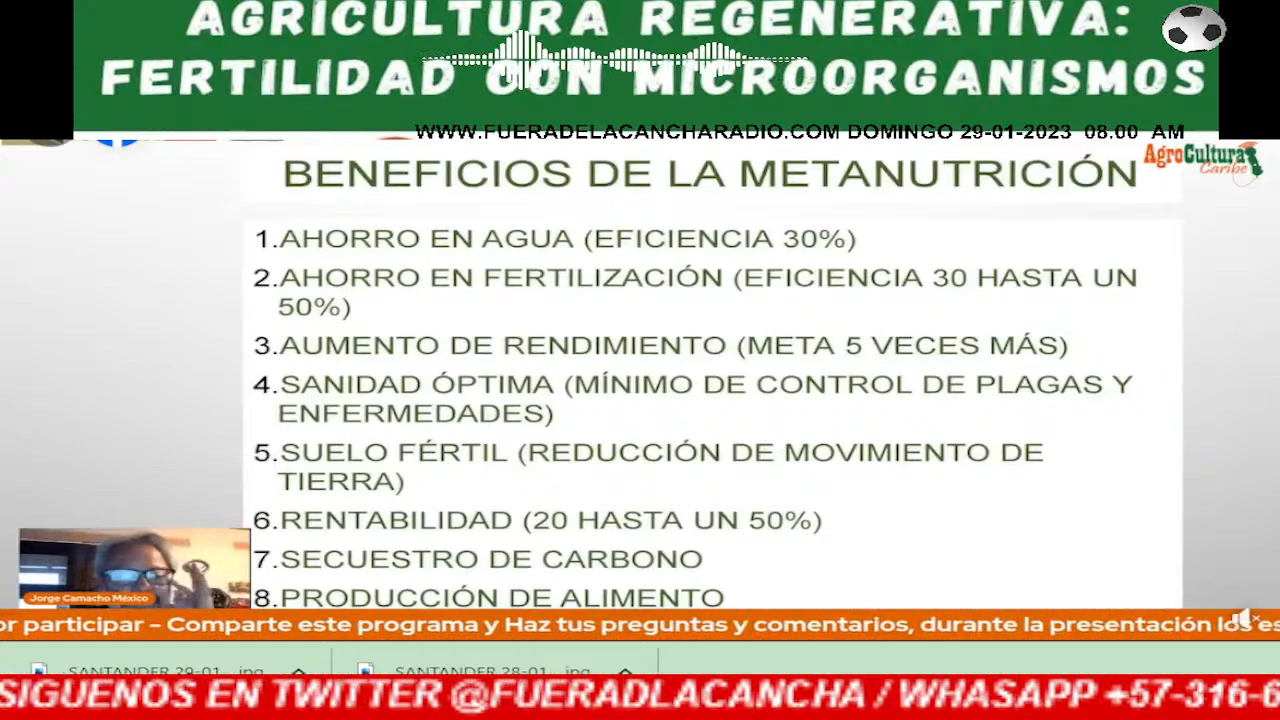 AGRICULTURA REGENERATIVA:
FERTILIDAD CON MICROORGANISMOS
WWW.FUERADELACANCHARADIO.COM DOMINGO 29-01-2023 08.00 AM
AgroCultura
Caribe
BENEFICIOS DE LA METANUTRICIÓN
1.AHORRO EN AGUA (EFICIENCIA 30%)
2.AHORRO EN FERTILIZACIÓN (EFICIENCIA 30 HASTA UN
50%)
3.AUMENTO DE RENDIMIENTO (META 5 VECES MÁS)
4.SANIDAD ÓPTIMA (MÍNIMO DE CONTROL DE PLAGAS Y
ENFERMEDADES)
5.SUELO FÉRTIL (REDUCCIÓN DE MOVIMIENTO DE
TIERRA)
6.RENTABILIDAD (20 HASTA UN 50%)
7.SECUESTRO DE CARBONO
8.PRODUCCIÓN DE ALIMENTO
Jorge Camacho México
or participar - Comparte este programa y Haz tus preguntas y comentarios, durante la presentación los es
SANTANDER 29-01....jpg
SANTANDER 28-01....jpg
SIGUENOS EN TWITTER @FUERADLACANCHA / WHASAPP +57-316-6